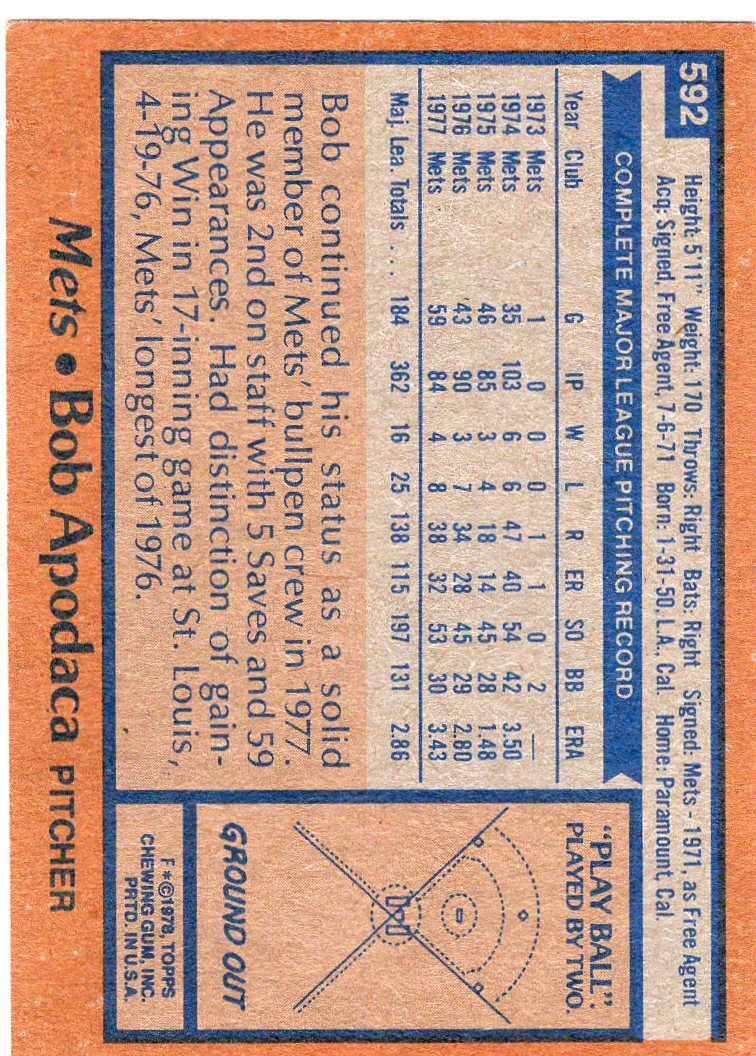 592
Height: 5'11" Weight: 170 Throws: Right Bats: Right Signed: Mets - 1971, as Free Agent
Acq: Signed, Free Agent, 7-6-71 Born: 1-31-50, L.A., Cal. Home: Paramount, Cal.
COMPLETE MAJOR LEAGUE PITCHING RECORD
Year Club G IP W L R ER SO BB ERA
1973 Mets 1 0 0 0 1 1 0 2 —
1974 Mets 35 103 6 6 47 40 54 42 3.50
1975 Mets 46 85 3 4 18 14 45 28 1.48
1976 Mets 43 90 3 7 34 28 45 29 2.80
1977 Mets 59 84 4 8 38 32 53 30 3.43
Maj. Lea. Totals ... 184 362 16 25 138 115 197 131 2.86
Bob continued his status as a solid
member of Mets' bullpen crew in 1977.
He was 2nd on staff with 5 Saves and 59
Appearances. Had distinction of gain-
ing Win in 17-inning game at St. Louis,
4-19-76, Mets' longest of 1976.
"PLAY BALL":
PLAYED BY TWO.
GROUND OUT
F*©1978, TOPPS
CHEWING GUM, INC.
PRTD. IN U.S.A.
Mets • Bob Apodaca PITCHER